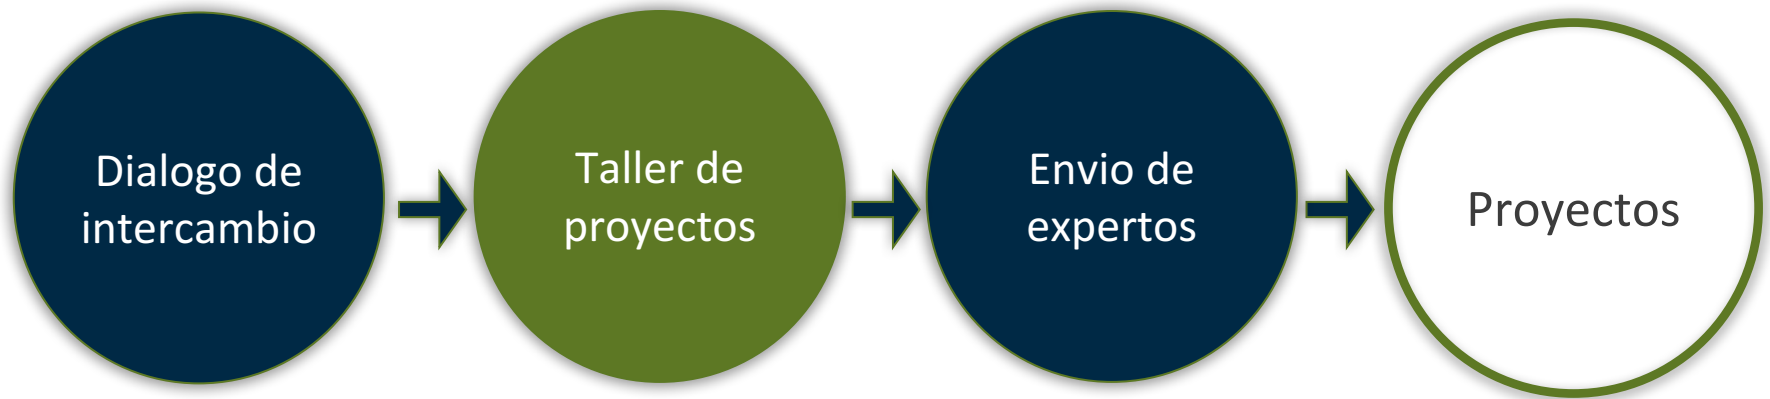 Dialogo de
intercambio
Taller de
proyectos
Envio de
expertos
Proyectos